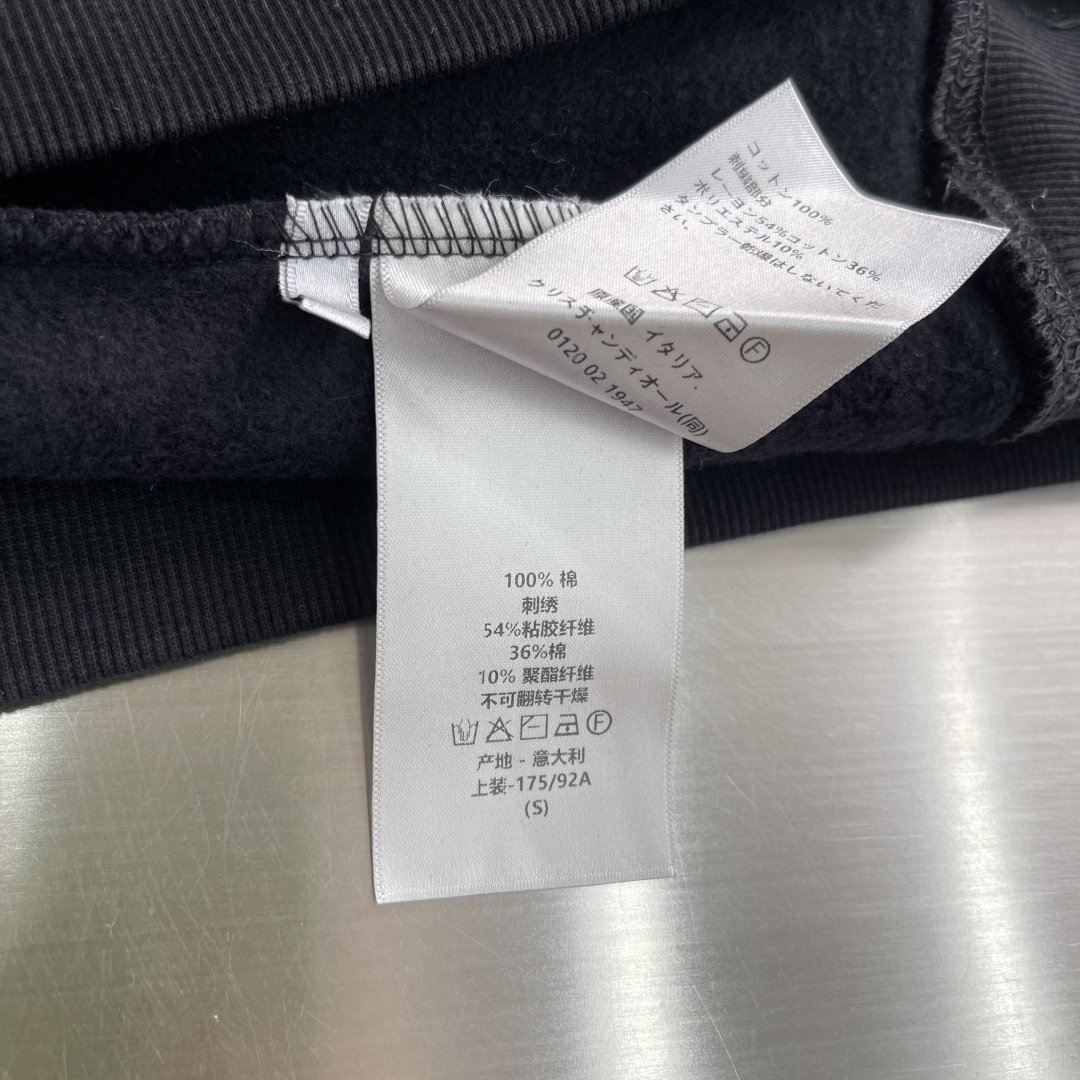 コットン100%
刺繍部分
レーヨン54%コットン36%
ポリエステル10%
タンブラー乾燥はしないでくだ
さい。
F
原産国 イタリア.
クリスチャンディオール(同)
0120 02 1947
100% 棉
刺绣
54%粘胶纤维
36%棉
10% 聚酯纤维
不可翻转干燥
F
产地 - 意大利
上装-175/92A
(S)